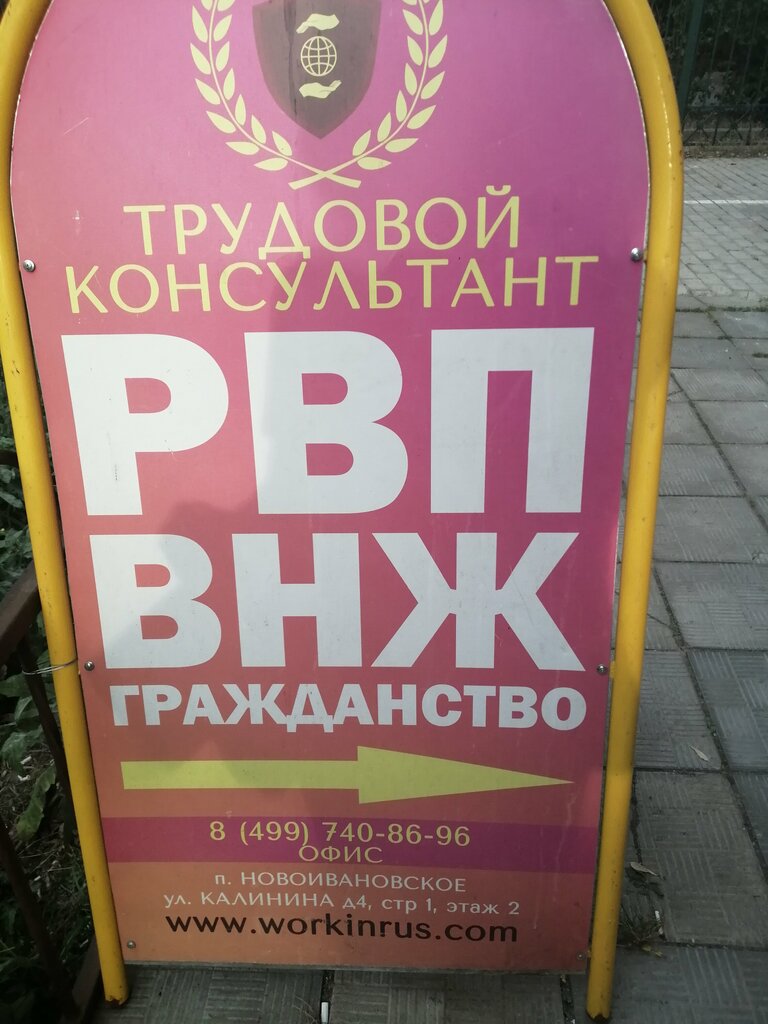 ТРУДОВОЙ
КОНСУЛЬТАНТ
РВП
ВНЖ
ГРАЖДАНСТВО
8 (499) 740-86-96
ОФИС
п. НОВОИВАНОВСКОЕ
ул. КАЛИНИНА д4, стр 1, этаж 2
www.workinrus.com